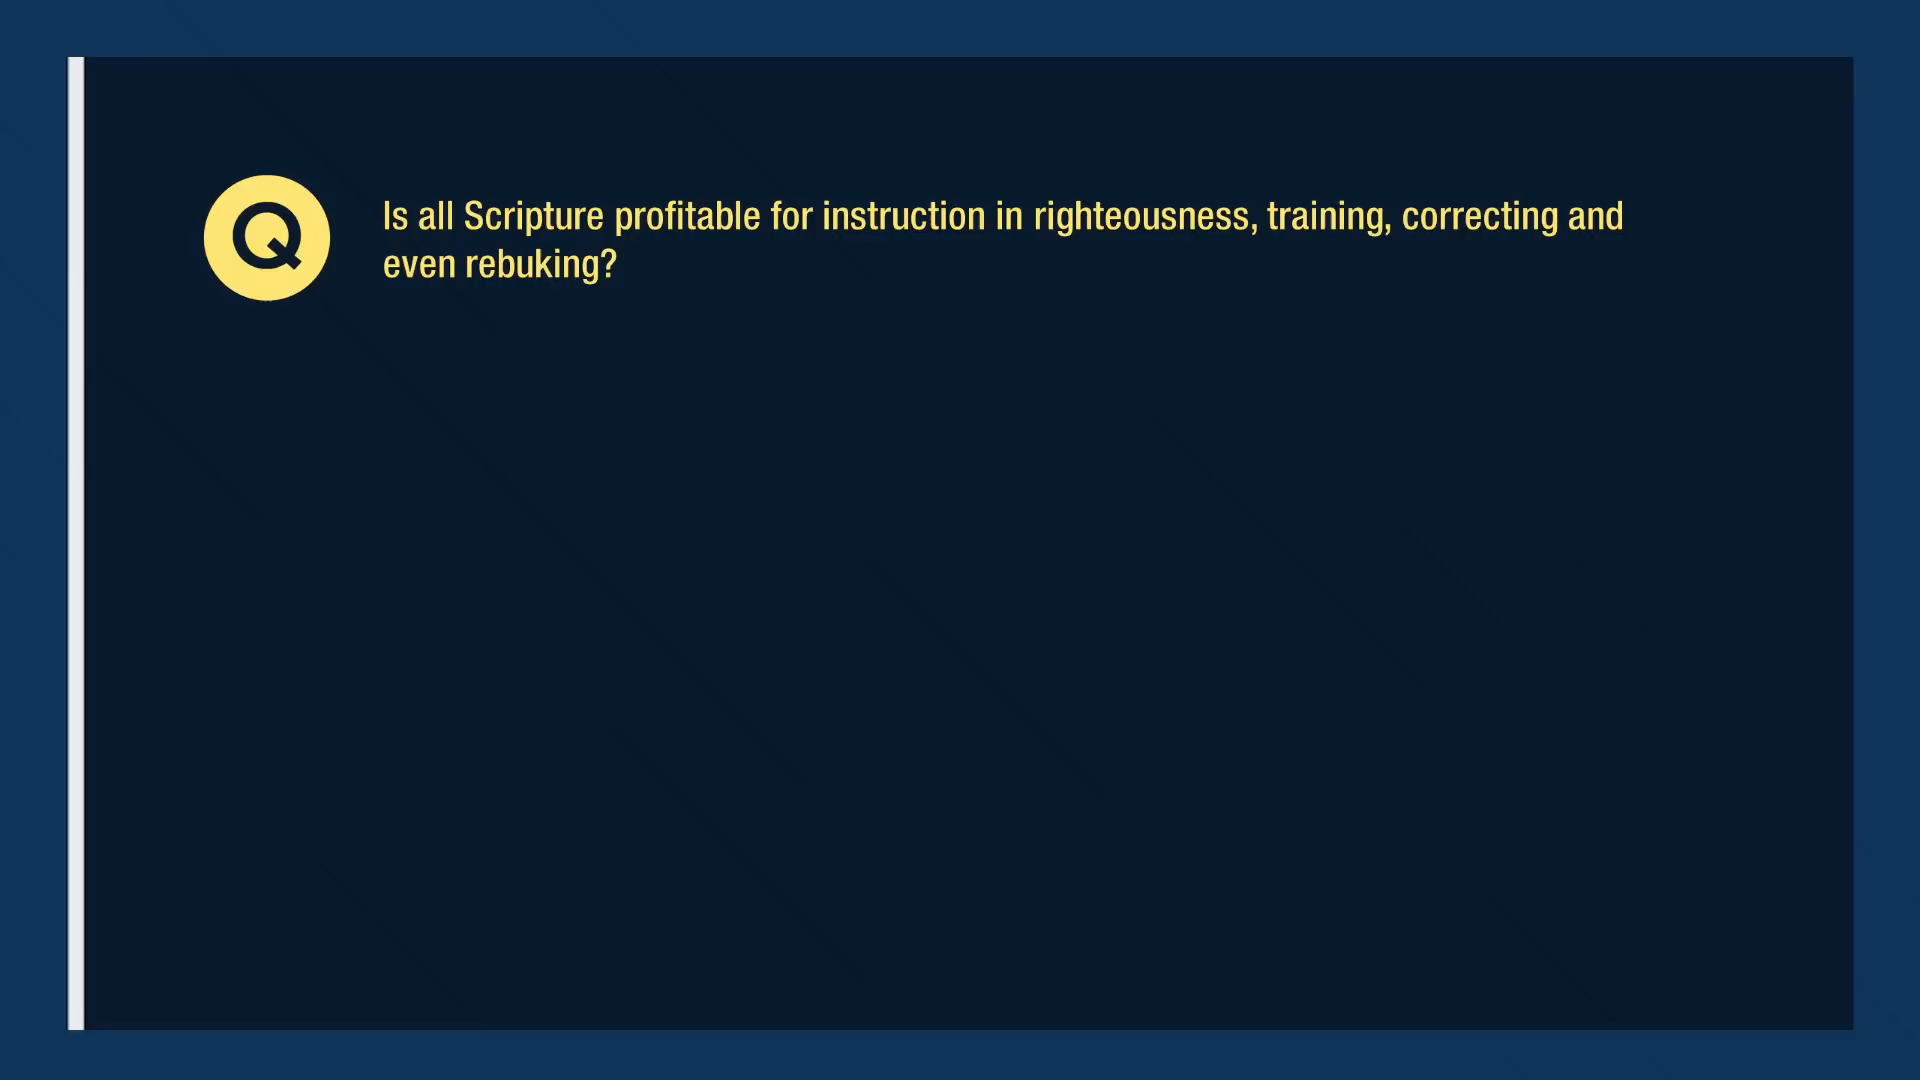 Q
Is all Scripture profitable for instruction in righteousness, training, correcting and
even rebuking?